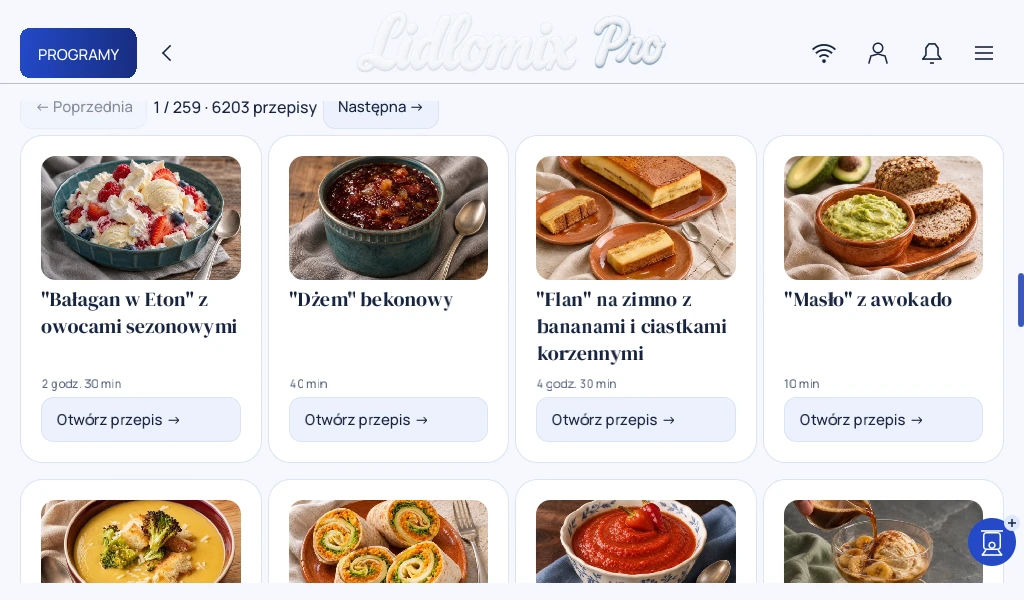 PROGRAMY
Lidlomix Pro
← Poprzednia 1 / 259 · 6203 przepisy Następna →
"Bałagan w Eton" z
owocami sezonowymi
2 godz. 30 min
Otwórz przepis →
"Dżem" bekonowy
40 min
Otwórz przepis →
"Flan" na zimno z
bananami i ciastkami
korzennymi
4 godz. 30 min
Otwórz przepis →
"Masło" z awokado
10 min
Otwórz przepis →